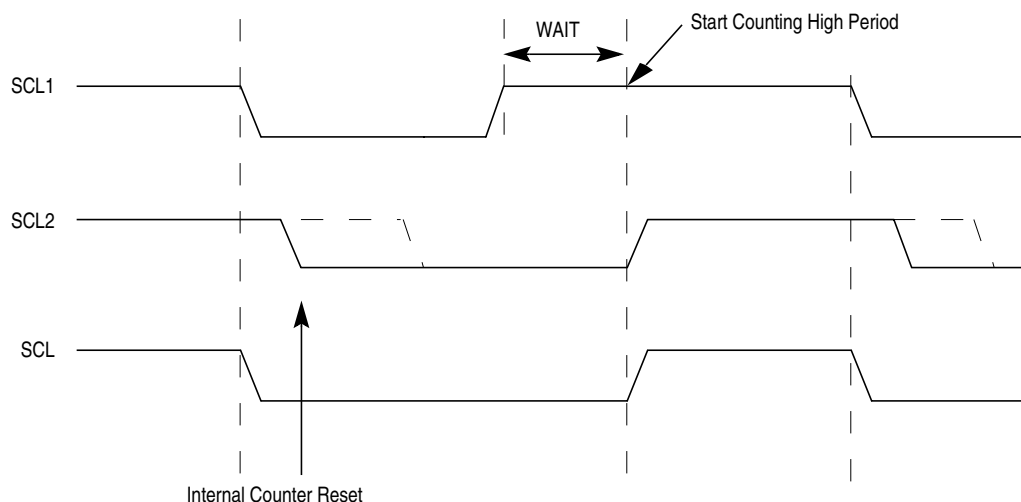 WAIT
Start Counting High Period
SCL1
SCL2
SCL
Internal Counter Reset